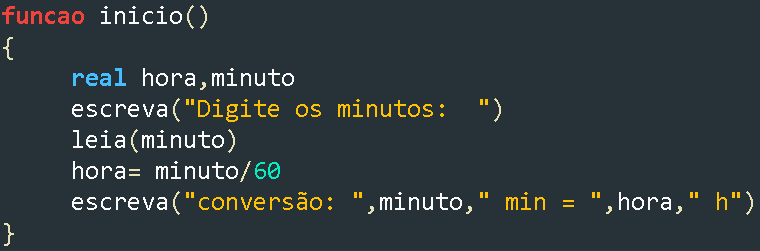 funcao inicio()
{
real hora,minuto
escreva("Digite os minutos:  ")
leia(minuto)
hora= minuto/60
escreva("conversão: ",minuto," min = ",hora," h")
}